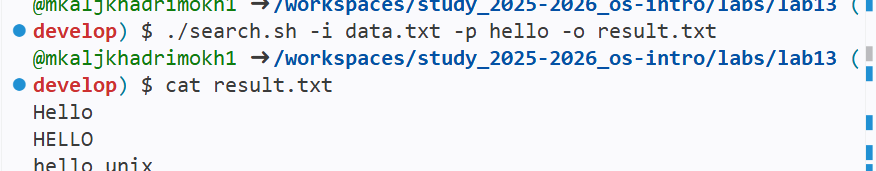 @mkaljkhadrimokh1 ➜/workspaces/study_2025-2026_os-intro/labs/lab13 (
develop) $ ./search.sh -i data.txt -p hello -o result.txt
@mkaljkhadrimokh1 ➜/workspaces/study_2025-2026_os-intro/labs/lab13 (
develop) $ cat result.txt
Hello
HELLO
hello unix